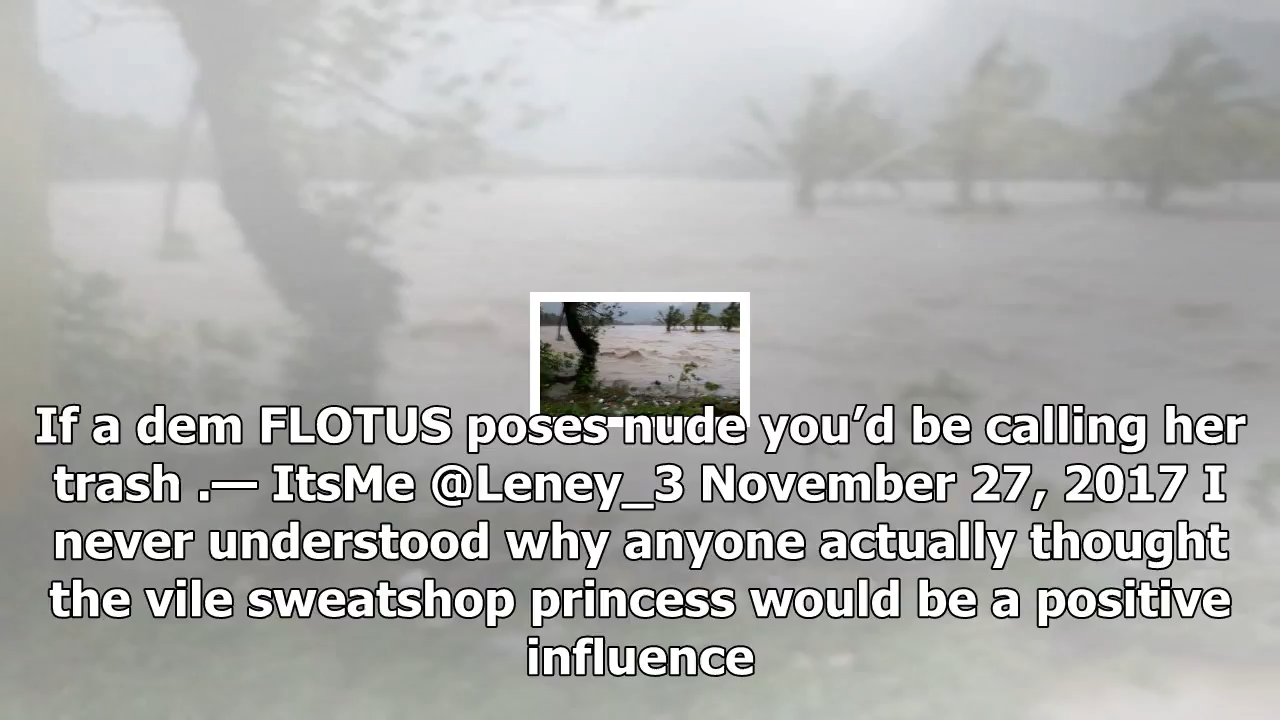 If a dem FLOTUS poses nude you’d be calling her
trash .— ItsMe @Leney_3 November 27, 2017 I
never understood why anyone actually thought
the vile sweatshop princess would be a positive
influence